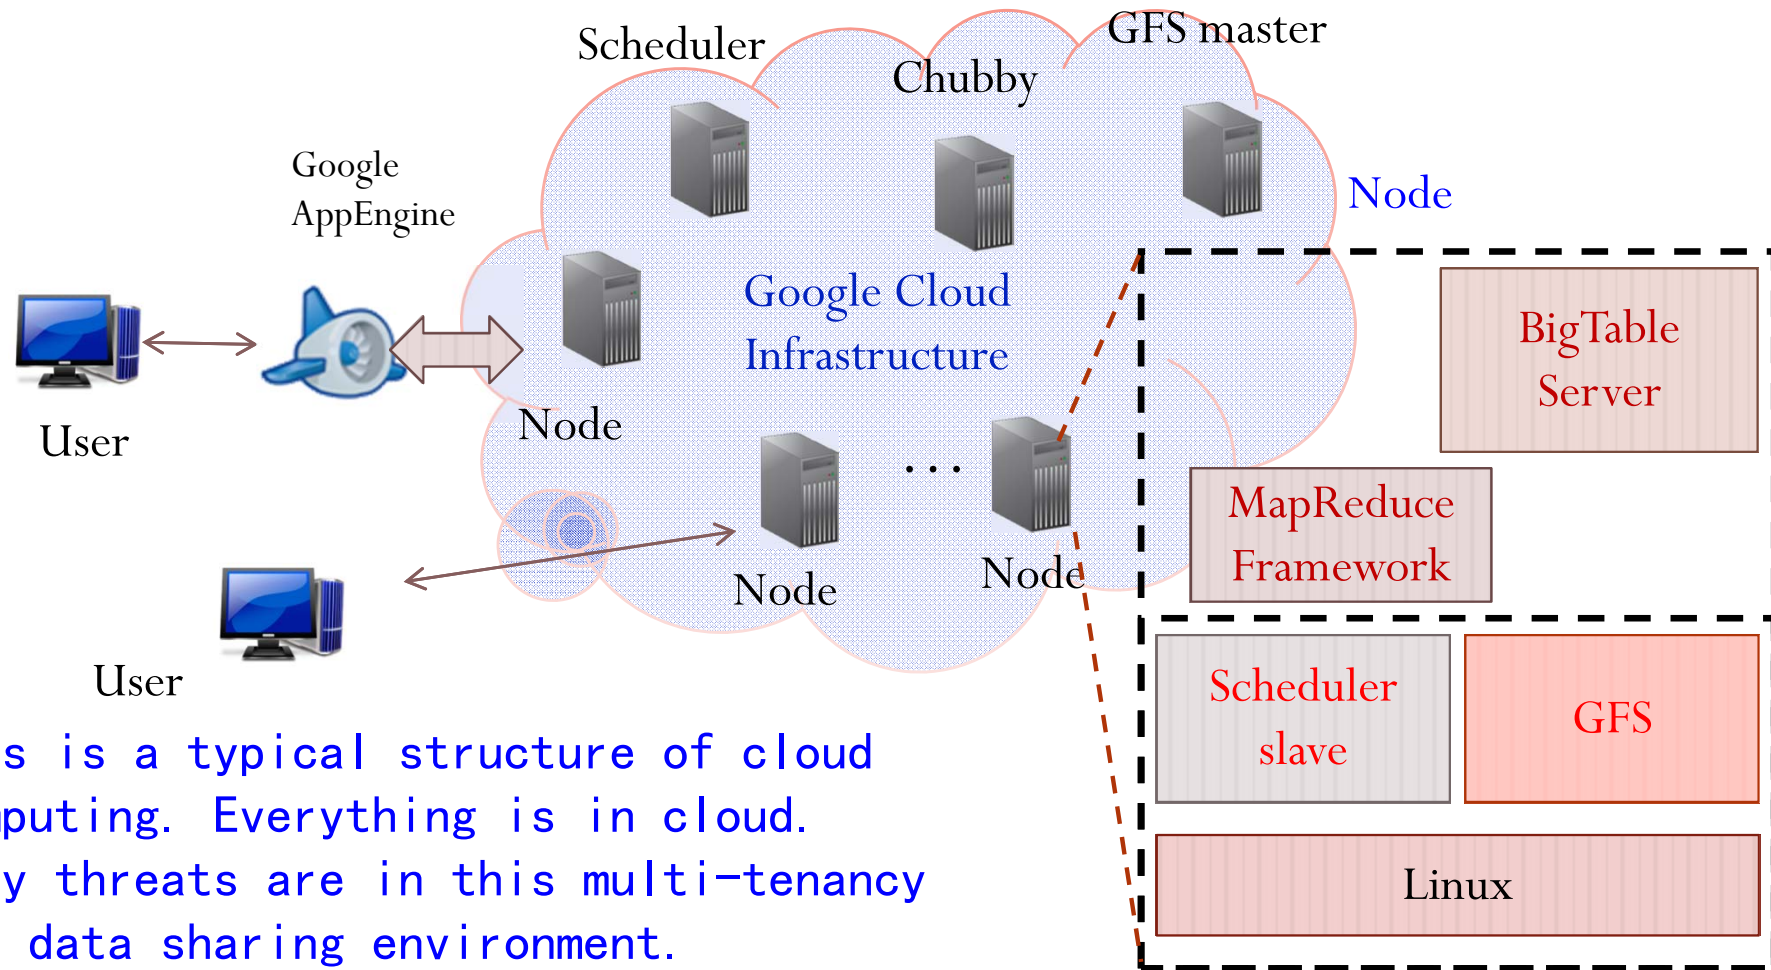 Scheduler
GFS master
Chubby
Google
AppEngine
Node
Google Cloud
Infrastructure
BigTable
Server
User
Node
...
MapReduce
Framework
Node
Node
User
Scheduler
slave
GFS
Linux
s is a typical structure of cloud
puting. Everything is in cloud.
y threats are in this multi-tenancy
data sharing environment.